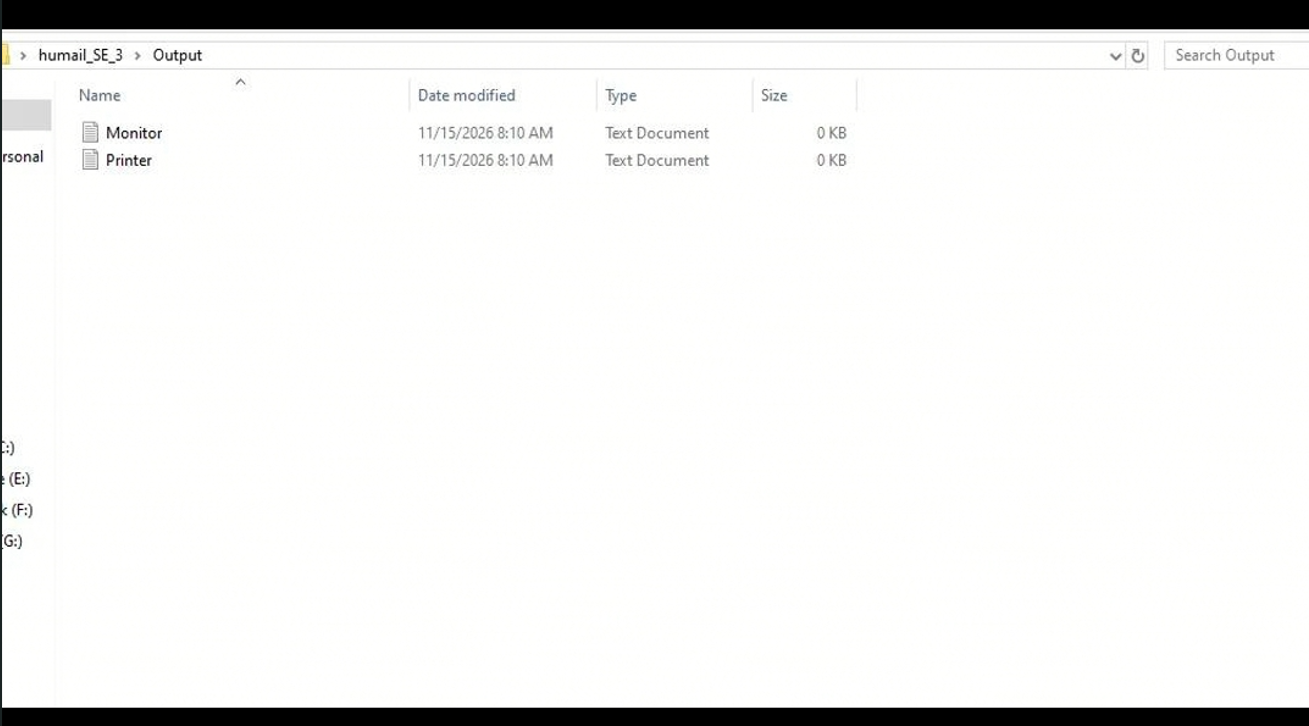 humail_SE_3 > Output
Search Output
Name Date modified Type Size
Monitor 11/15/2026 8:10 AM Text Document 0 KB
Printer 11/15/2026 8:10 AM Text Document 0 KB
rsonal
:)
e (E:)
k (F:)
(G:)